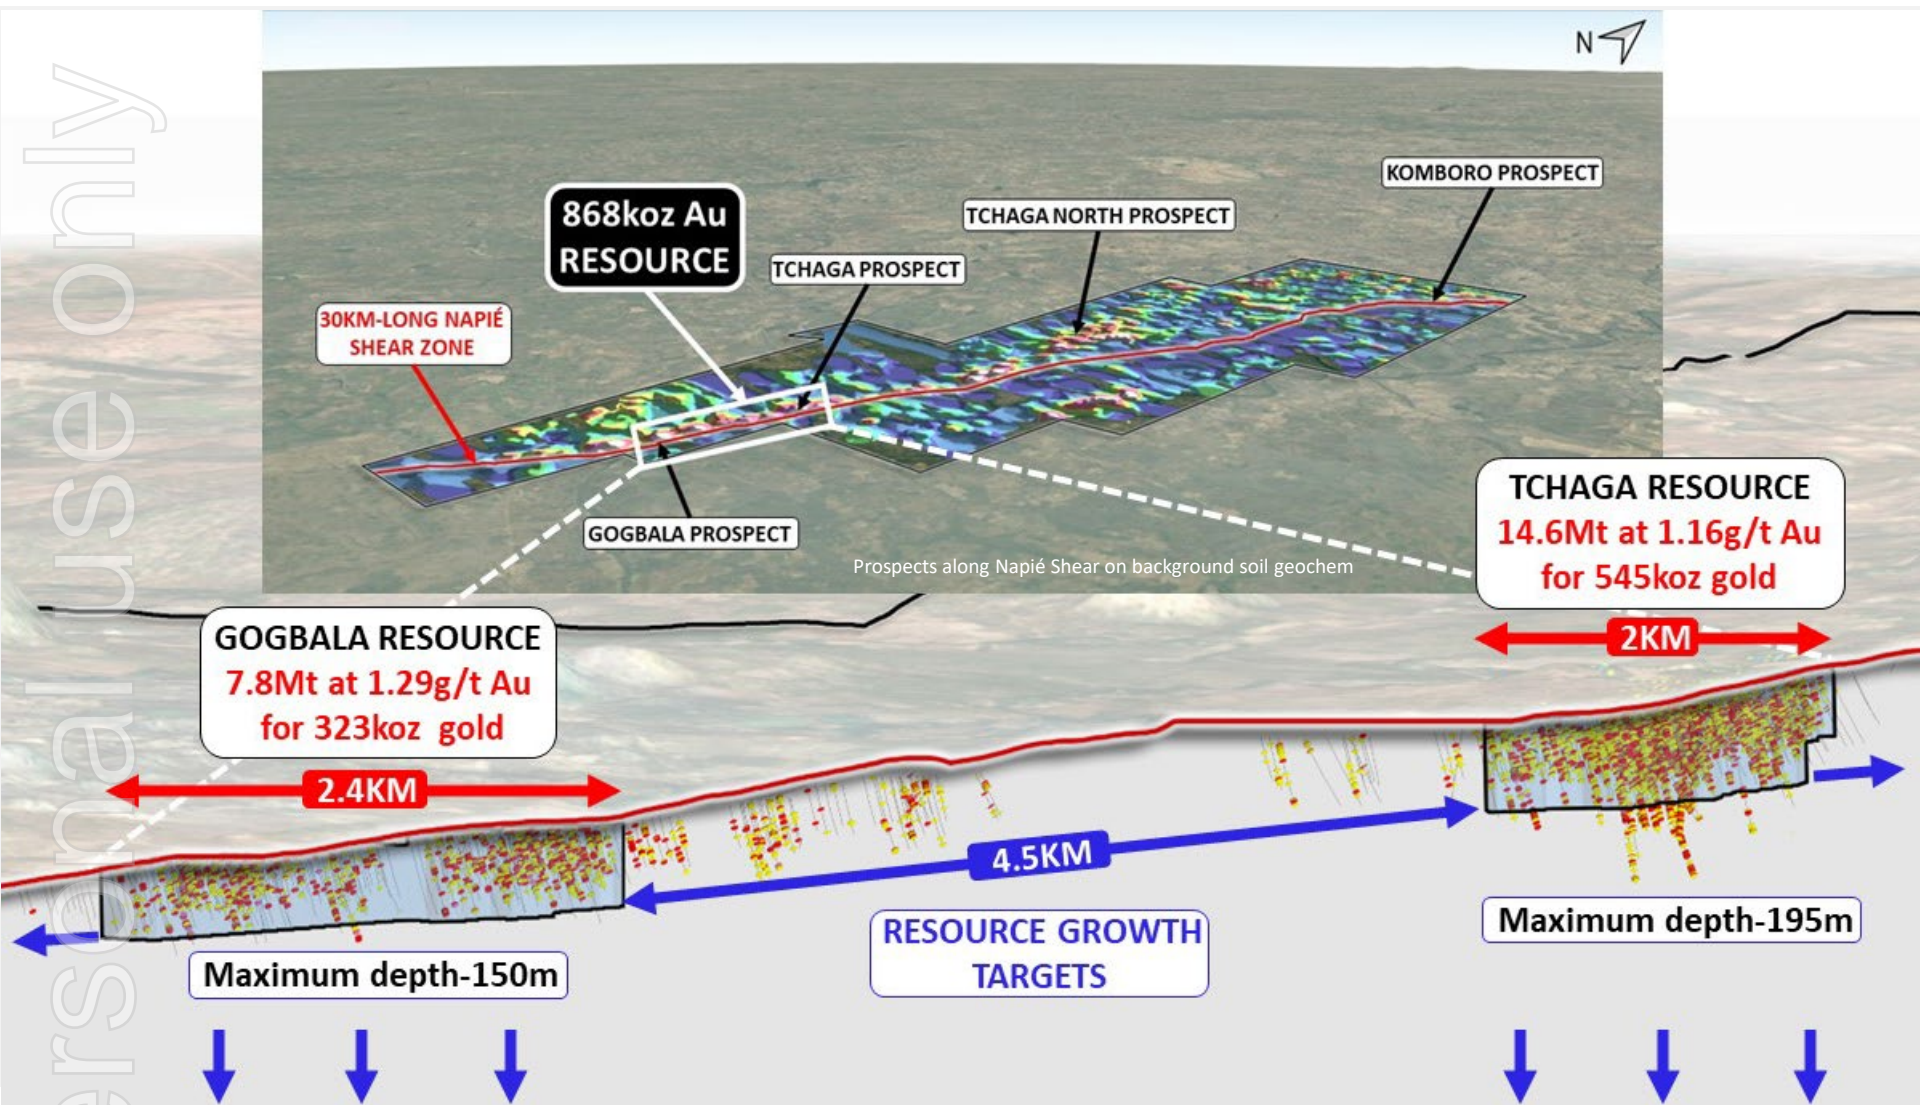 N
KOMBORO PROSPECT
TCHAGA NORTH PROSPECT
868koz Au
RESOURCE
TCHAGA PROSPECT
30KM-LONG NAPIÉ
SHEAR ZONE
GOGBALA PROSPECT
Prospects along Napié Shear on background soil geochem
TCHAGA RESOURCE
14.6Mt at 1.16g/t Au
for 545koz gold
2KM
GOGBALA RESOURCE
7.8Mt at 1.29g/t Au
for 323koz gold
2.4KM
4.5KM
RESOURCE GROWTH
TARGETS
Maximum depth-195m
Maximum depth-150m
ersonal use only